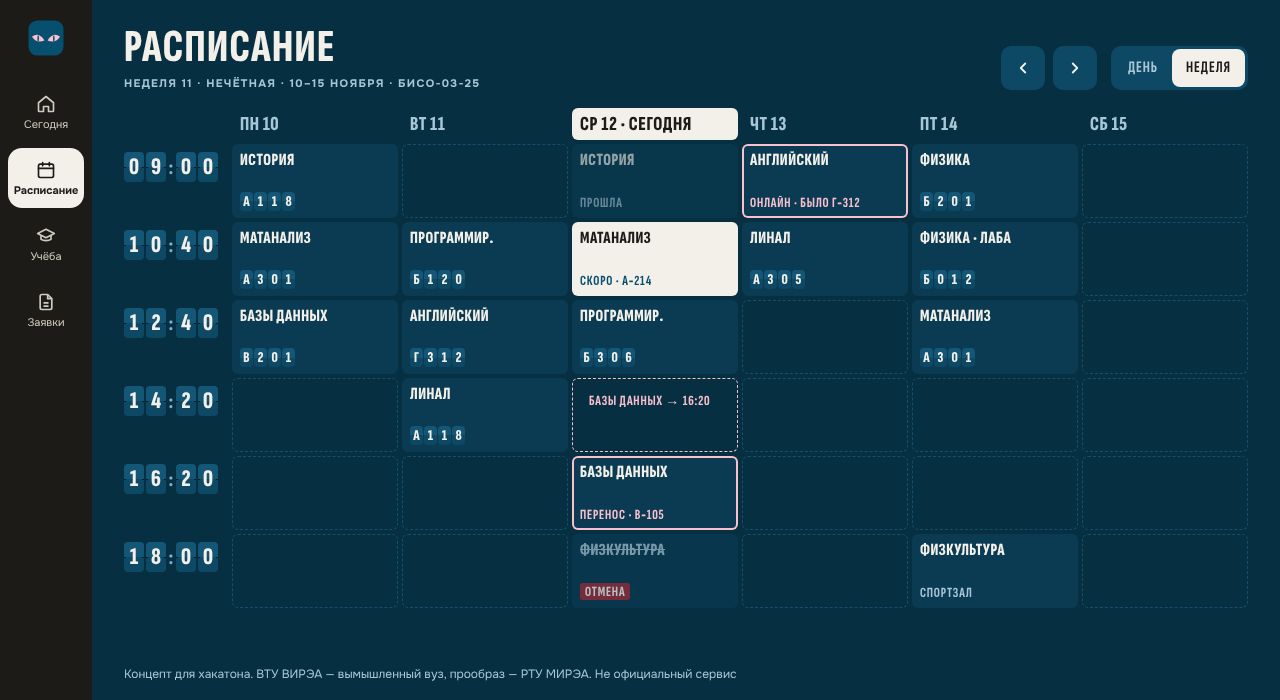 РАСПИСАНИЕ
НЕДЕЛЯ 11 · НЕЧЁТНАЯ · 10–15 НОЯБРЯ · БИСО-03-25
ДЕНЬ НЕДЕЛЯ
Сегодня
Расписание
Учёба
Заявки
ПН 10 ВТ 11 СР 12 · СЕГОДНЯ ЧТ 13 ПТ 14 СБ 15
09:00 ИСТОРИЯ ИСТОРИЯ АНГЛИЙСКИЙ ФИЗИКА
А118 ПРОШЛА ОНЛАЙН · БЫЛО Г-312 Б201
10:40 МАТАНАЛИЗ ПРОГРАММИР. МАТАНАЛИЗ ЛИНАЛ ФИЗИКА · ЛАБА
А301 Б120 СКОРО · А-214 А305 Б012
12:40 БАЗЫ ДАННЫХ АНГЛИЙСКИЙ ПРОГРАММИР. МАТАНАЛИЗ
В201 Г312 Б306 А301
14:20 ЛИНАЛ БАЗЫ ДАННЫХ → 16:20
А118
16:20 БАЗЫ ДАННЫХ
ПЕРЕНОС · В-105
18:00 ФИЗКУЛЬТУРА ФИЗКУЛЬТУРА
ОТМЕНА СПОРТЗАЛ
Концепт для хакатона. ВТУ ВИРЭА — вымышленный вуз, прообраз — РТУ МИРЭА. Не официальный сервис